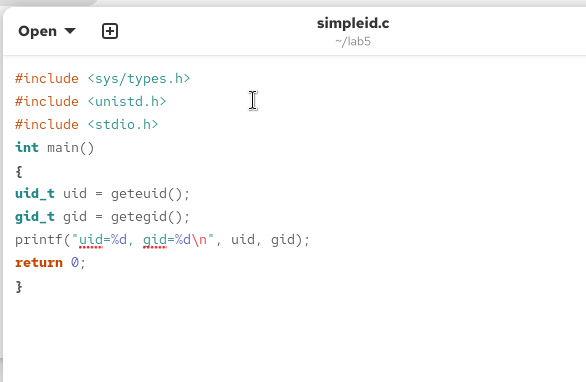 Open
simpleid.c
~/lab5
#include <sys/types.h>
#include <unistd.h>
#include <stdio.h>
int main()
{
uid_t uid = geteuid();
gid_t gid = getegid();
printf("uid=%d, gid=%d\n", uid, gid);
return 0;
}